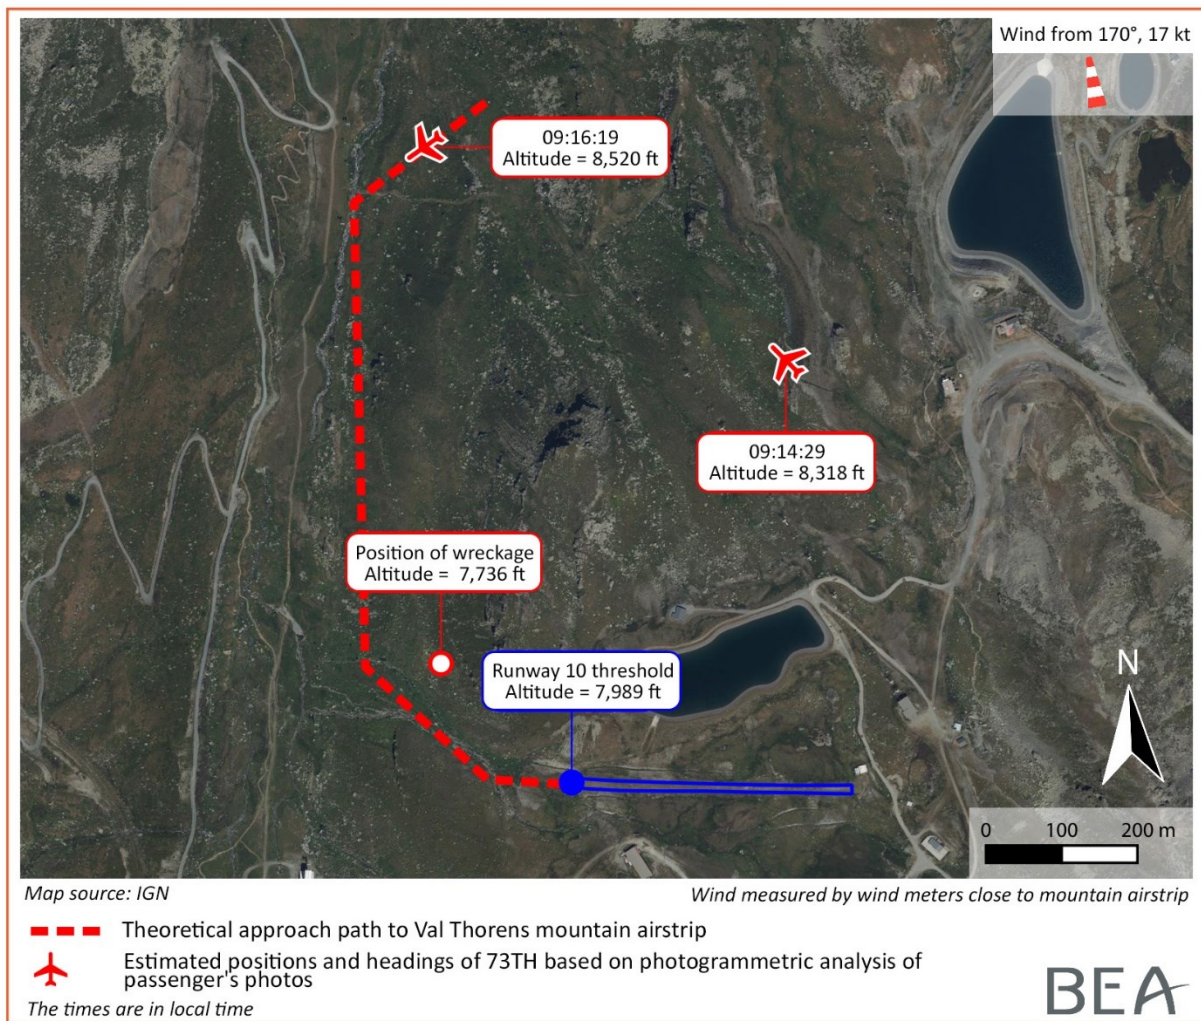 Wind from 170°, 17 kt
09:16:19
Altitude = 8,520 ft
09:14:29
Altitude = 8,318 ft
Position of wreckage
Altitude = 7,736 ft
Runway 10 threshold
Altitude = 7,989 ft
N
0 100 200 m
Map source: IGN
Wind measured by wind meters close to mountain airstrip
Theoretical approach path to Val Thorens mountain airstrip
Estimated positions and headings of 73TH based on photogrammetric analysis of
passenger's photos
The times are in local time
BEA